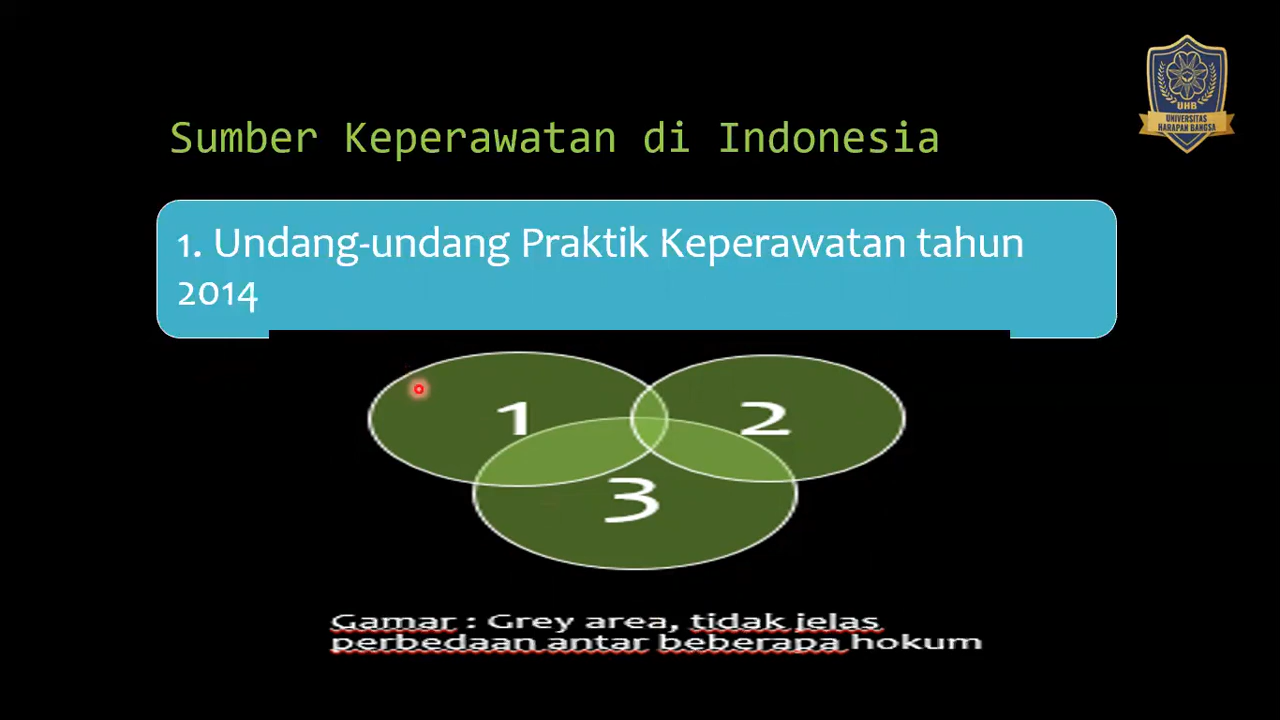 UHB
UNIVERSITAS
HARAPAN BANGSA
Sumber Keperawatan di Indonesia
1. Undang-undang Praktik Keperawatan tahun
2014
1
2
3
Gamar : Grey area, tidak jelas
perbedaan antar beberapa hokum